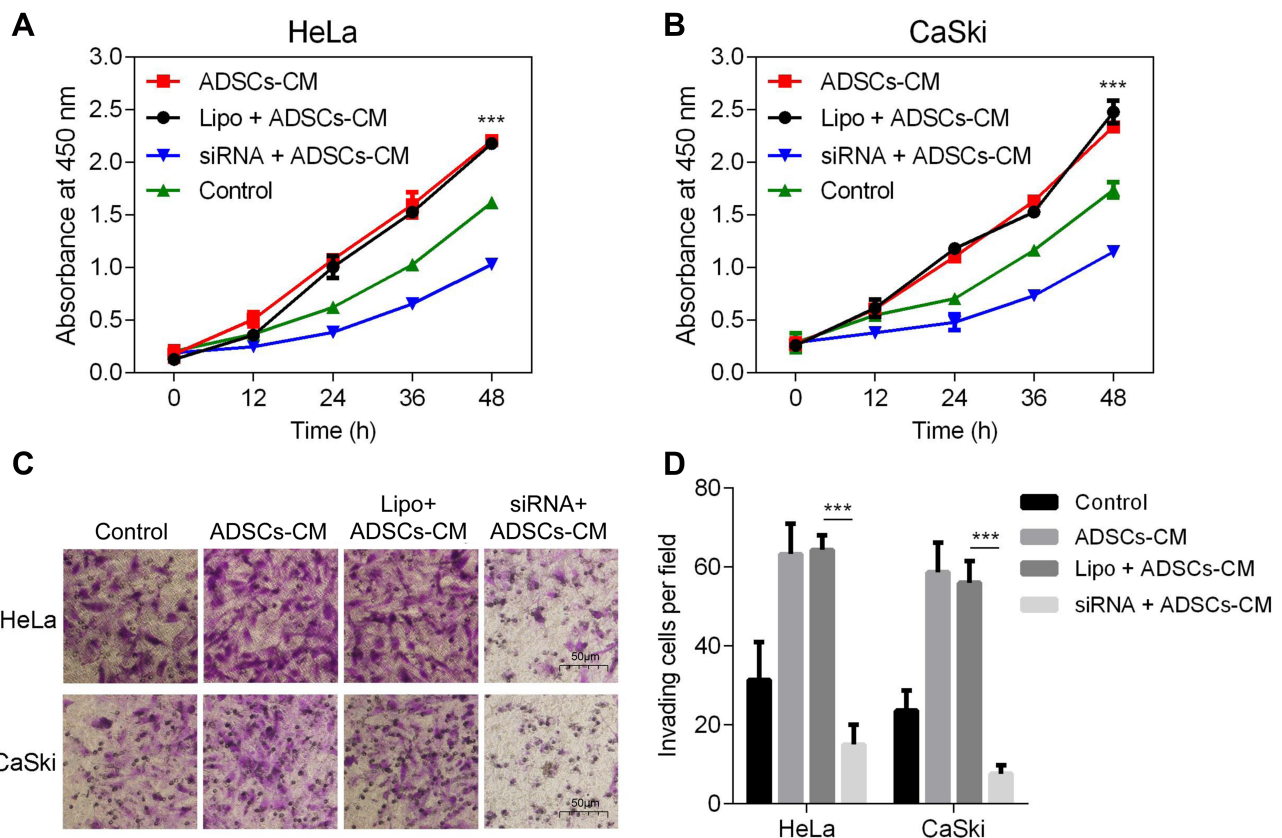 A
HeLa
3.0
2.5
2.0
1.5
1.0
0.5
0.0
Absorbance at 450 nm
ADSCs-CM
Lipo + ADSCs-CM
siRNA + ADSCs-CM
Control
***
0 12 24 36 48
Time (h)
B
CaSki
3.0
2.5
2.0
1.5
1.0
0.5
0.0
Absorbance at 450 nm
ADSCs-CM
Lipo + ADSCs-CM
siRNA + ADSCs-CM
Control
***
0 12 24 36 48
Time (h)
C
Control
ADSCs-CM
Lipo+
ADSCs-CM
siRNA+
ADSCs-CM
HeLa
50μm
CaSki
50μm
D
80
60
40
20
0
Invading cells per field
***
***
Control
ADSCs-CM
Lipo + ADSCs-CM
siRNA + ADSCs-CM
HeLa CaSki